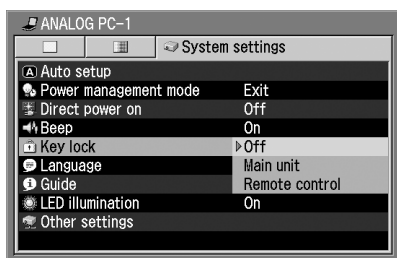 ANALOG PC-1
System settings
A Auto setup
Power management mode Exit
Direct power on Off
Beep On
Key lock Off
Language Main unit
Guide Remote control
LED illumination On
Other settings